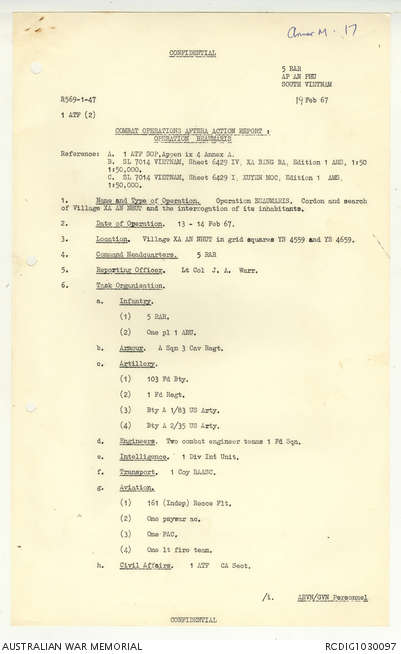 Annex M. 17
CONFIDENTIAL
5 RAR
AP AN PHU
SOUTH VIETNAM
R569-1-47
19 Feb 67
1 ATF (2)
COMBAT OPERATIONS AFTERA ACTION REPORT :
OPERATION BEAUMARIS
Reference: A. 1 ATF SOP, Appen ix 4 Annex A.
B. SL 7014 VIETNAM, Sheet 6429 IV, XA BINH BA, Edition 1 AMS, 1:50
1:50,000.
C. SL 7014 VIETNAM, Sheet 6429 I, XUYEN MOC, Edition 1 AMS,
1:50,000.
1. Name and Type of Operation. Operation BEAUMARIS. Cordon and search
of Village XA AN NHUT and the interrogation of its inhabitants.
2. Date of Operation. 13 - 14 Feb 67.
3. Location. Village XA AN NHUT in grid squares YS 4559 and YS 4659.
4. Command Headquarters. 5 RAR
5. Reporting Officer. Lt Col J. A. Warr.
6. Task Organisation.
a. Infantry.
(1) 5 RAR.
(2) One pl 1 ARU.
b. Armour. A Sqn 3 Cav Regt.
c. Artillery.
(1) 103 Fd Bty.
(2) 1 Fd Regt.
(3) Bty A 1/83 US Arty.
(4) Bty A 2/35 US Arty.
d. Engineers. Two combat engineer teams 1 Fd Sqn.
e. Intelligence. 1 Div Int Unit.
f. Transport. 1 Coy RAASC.
g. Aviation.
(1) 161 (Indep) Recce Flt.
(2) One psywar ac.
(3) One FAC.
(4) One lt fire team.
h. Civil Affairs. 1 ATF CA Sect.
/i. ARVN/GVN Personnel
CONFIDENTIAL
AUSTRALIAN WAR MEMORIAL
RCDIG1030097